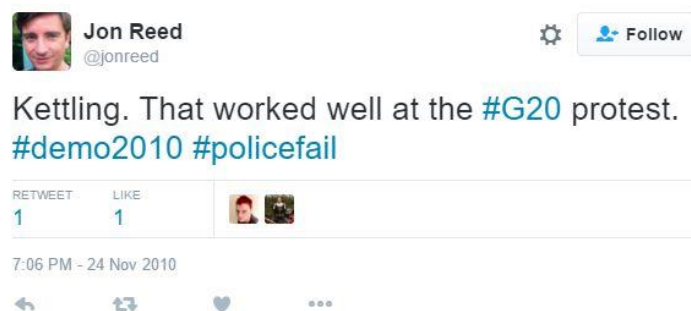 Jon Reed
@jonreed
Follow
Kettling. That worked well at the #G20 protest.
#demo2010 #policefail
RETWEET LIKE
1 1
7:06 PM - 24 Nov 2010